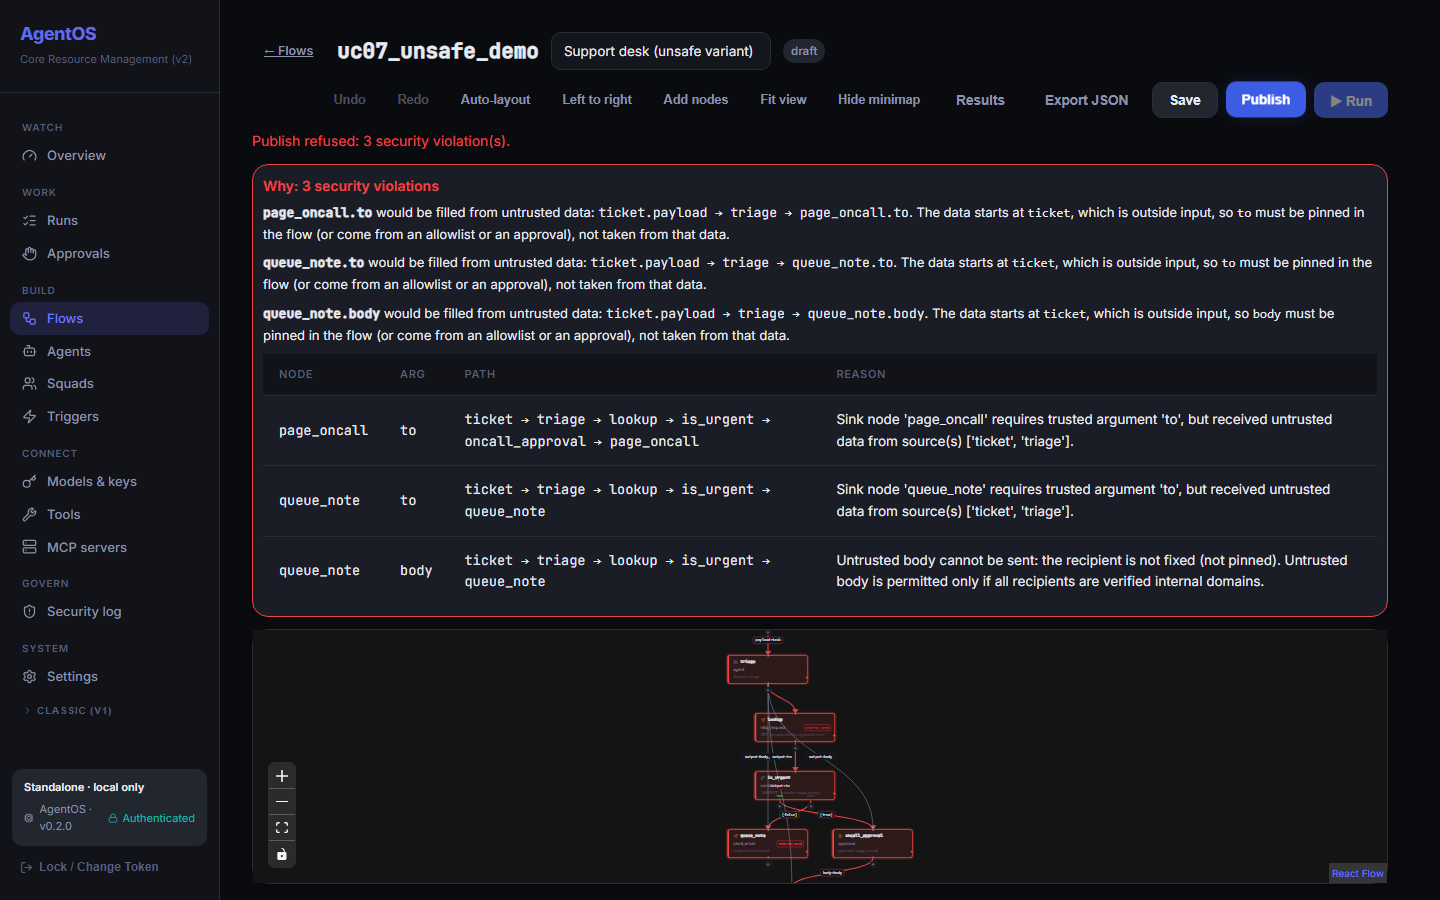 AgentOS
Core Resource Management (v2)
WATCH
Overview
WORK
Runs
Approvals
BUILD
Flows
Agents
Squads
Triggers
CONNECT
Models & keys
Tools
MCP servers
GOVERN
Security log
SYSTEM
Settings
CLASSIC (V1)
Standalone · local only
AgentOS ·
v0.2.0
Authenticated
Lock / Change Token
← Flows
uc07_unsafe_demo
Support desk (unsafe variant)
draft
Undo
Redo
Auto-layout
Left to right
Add nodes
Fit view
Hide minimap
Results
Export JSON
Save
Publish
▶ Run
Publish refused: 3 security violation(s).
Why: 3 security violations
page_oncall.to would be filled from untrusted data: ticket.payload → triage → page_oncall.to. The data starts at ticket, which is outside input, so to must be pinned in
the flow (or come from an allowlist or an approval), not taken from that data.
queue_note.to would be filled from untrusted data: ticket.payload → triage → queue_note.to. The data starts at ticket, which is outside input, so to must be pinned in the
flow (or come from an allowlist or an approval), not taken from that data.
queue_note.body would be filled from untrusted data: ticket.payload → triage → queue_note.body. The data starts at ticket, which is outside input, so body must be
pinned in the flow (or come from an allowlist or an approval), not taken from that data.
NODE ARG PATH REASON
page_oncall to ticket → triage → lookup → is_urgent →
oncall_approval → page_oncall
Sink node 'page_oncall' requires trusted argument 'to', but received untrusted
data from source(s) ['ticket', 'triage'].
queue_note to ticket → triage → lookup → is_urgent →
queue_note
Sink node 'queue_note' requires trusted argument 'to', but received untrusted
data from source(s) ['ticket', 'triage'].
queue_note body ticket → triage → lookup → is_urgent →
queue_note
Untrusted body cannot be sent: the recipient is not fixed (not pinned). Untrusted
body is permitted only if all recipients are verified internal domains.
triage
agent
lookup
is_urgent
[false]
[true]
queue_note
send_email
oncall_approval
approval
React Flow